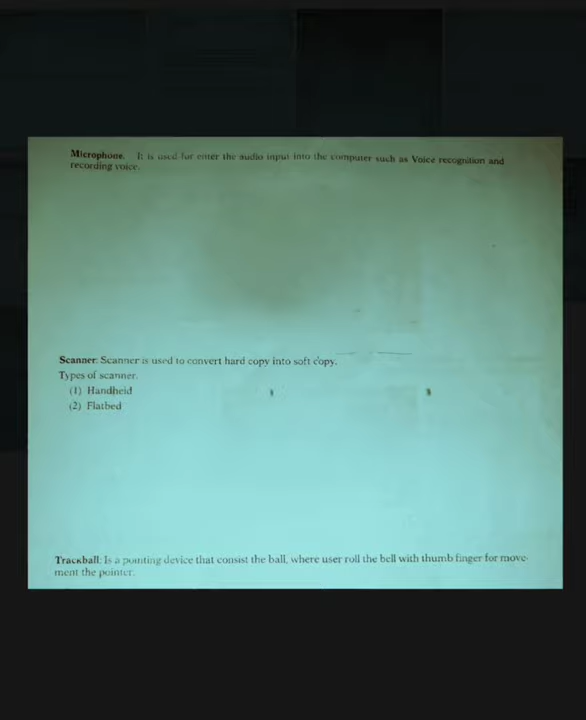 Microphone. It is used for enter the audio input into the computer such as Voice recognition and
recording voice.
Scanner: Scanner is used to convert hard copy into soft copy.
Types of scanner.
(1) Handheid
(2) Flatbed
Trackball: Is a pointing device that consist the ball, where user roll the bell with thumb finger for move-
ment the pointer.